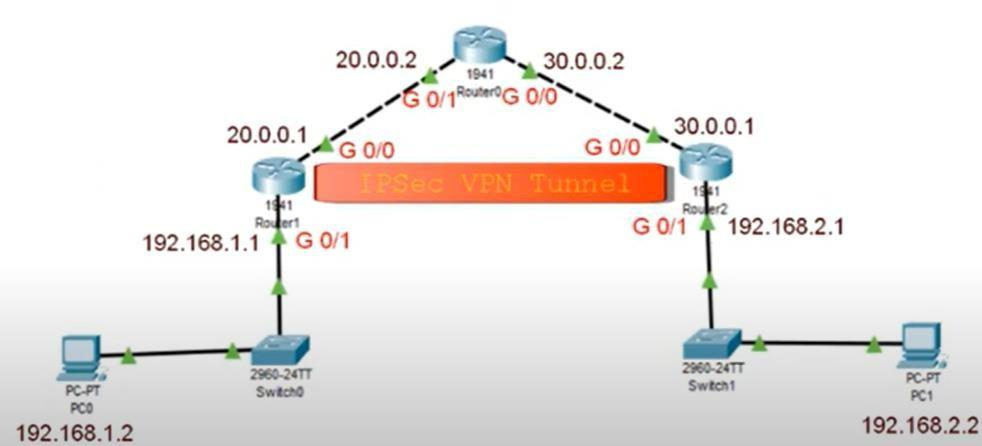 20.0.0.2
30.0.0.2
1941
Router0
G 0/1
G 0/0
20.0.0.1
30.0.0.1
G 0/0
G 0/0
IPSec VPN Tunnel
1941
Router1
1941
Router2
192.168.1.1
G 0/1
G 0/1
192.168.2.1
2960-24TT
Switch0
2960-24TT
Switch1
PC-PT
PC0
PC-PT
PC1
192.168.1.2
192.168.2.2